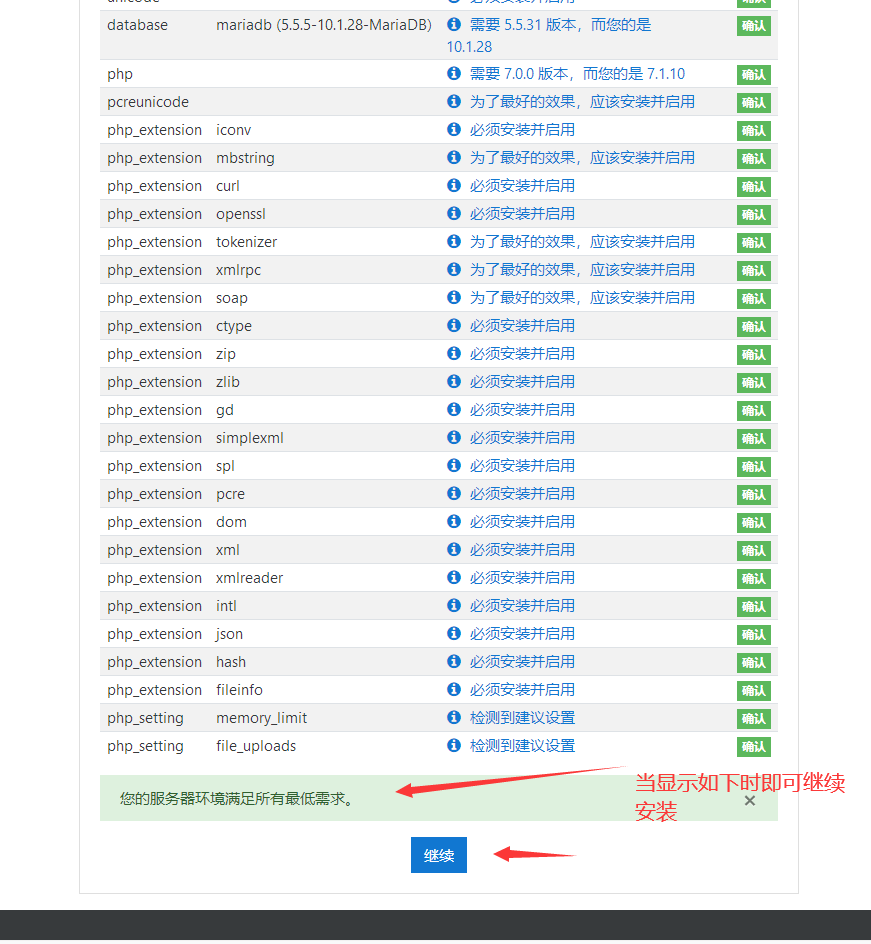 unicode 必须安装并启用 确认
database mariadb (5.5.5-10.1.28-MariaDB) 需要 5.5.31 版本，而您的是 确认
10.1.28
php 需要 7.0.0 版本，而您的是 7.1.10 确认
pcreunicode 为了最好的效果，应该安装并启用 确认
php_extension iconv 必须安装并启用 确认
php_extension mbstring 为了最好的效果，应该安装并启用 确认
php_extension curl 必须安装并启用 确认
php_extension openssl 必须安装并启用 确认
php_extension tokenizer 为了最好的效果，应该安装并启用 确认
php_extension xmlrpc 为了最好的效果，应该安装并启用 确认
php_extension soap 为了最好的效果，应该安装并启用 确认
php_extension ctype 必须安装并启用 确认
php_extension zip 必须安装并启用 确认
php_extension zlib 必须安装并启用 确认
php_extension gd 必须安装并启用 确认
php_extension simplexml 必须安装并启用 确认
php_extension spl 必须安装并启用 确认
php_extension pcre 必须安装并启用 确认
php_extension dom 必须安装并启用 确认
php_extension xml 必须安装并启用 确认
php_extension xmlreader 必须安装并启用 确认
php_extension intl 必须安装并启用 确认
php_extension json 必须安装并启用 确认
php_extension hash 必须安装并启用 确认
php_extension fileinfo 必须安装并启用 确认
php_setting memory_limit 检测到建议设置 确认
php_setting file_uploads 检测到建议设置 确认
当显示如下时即可继续
安装
您的服务器环境满足所有最低需求。 ×
继续